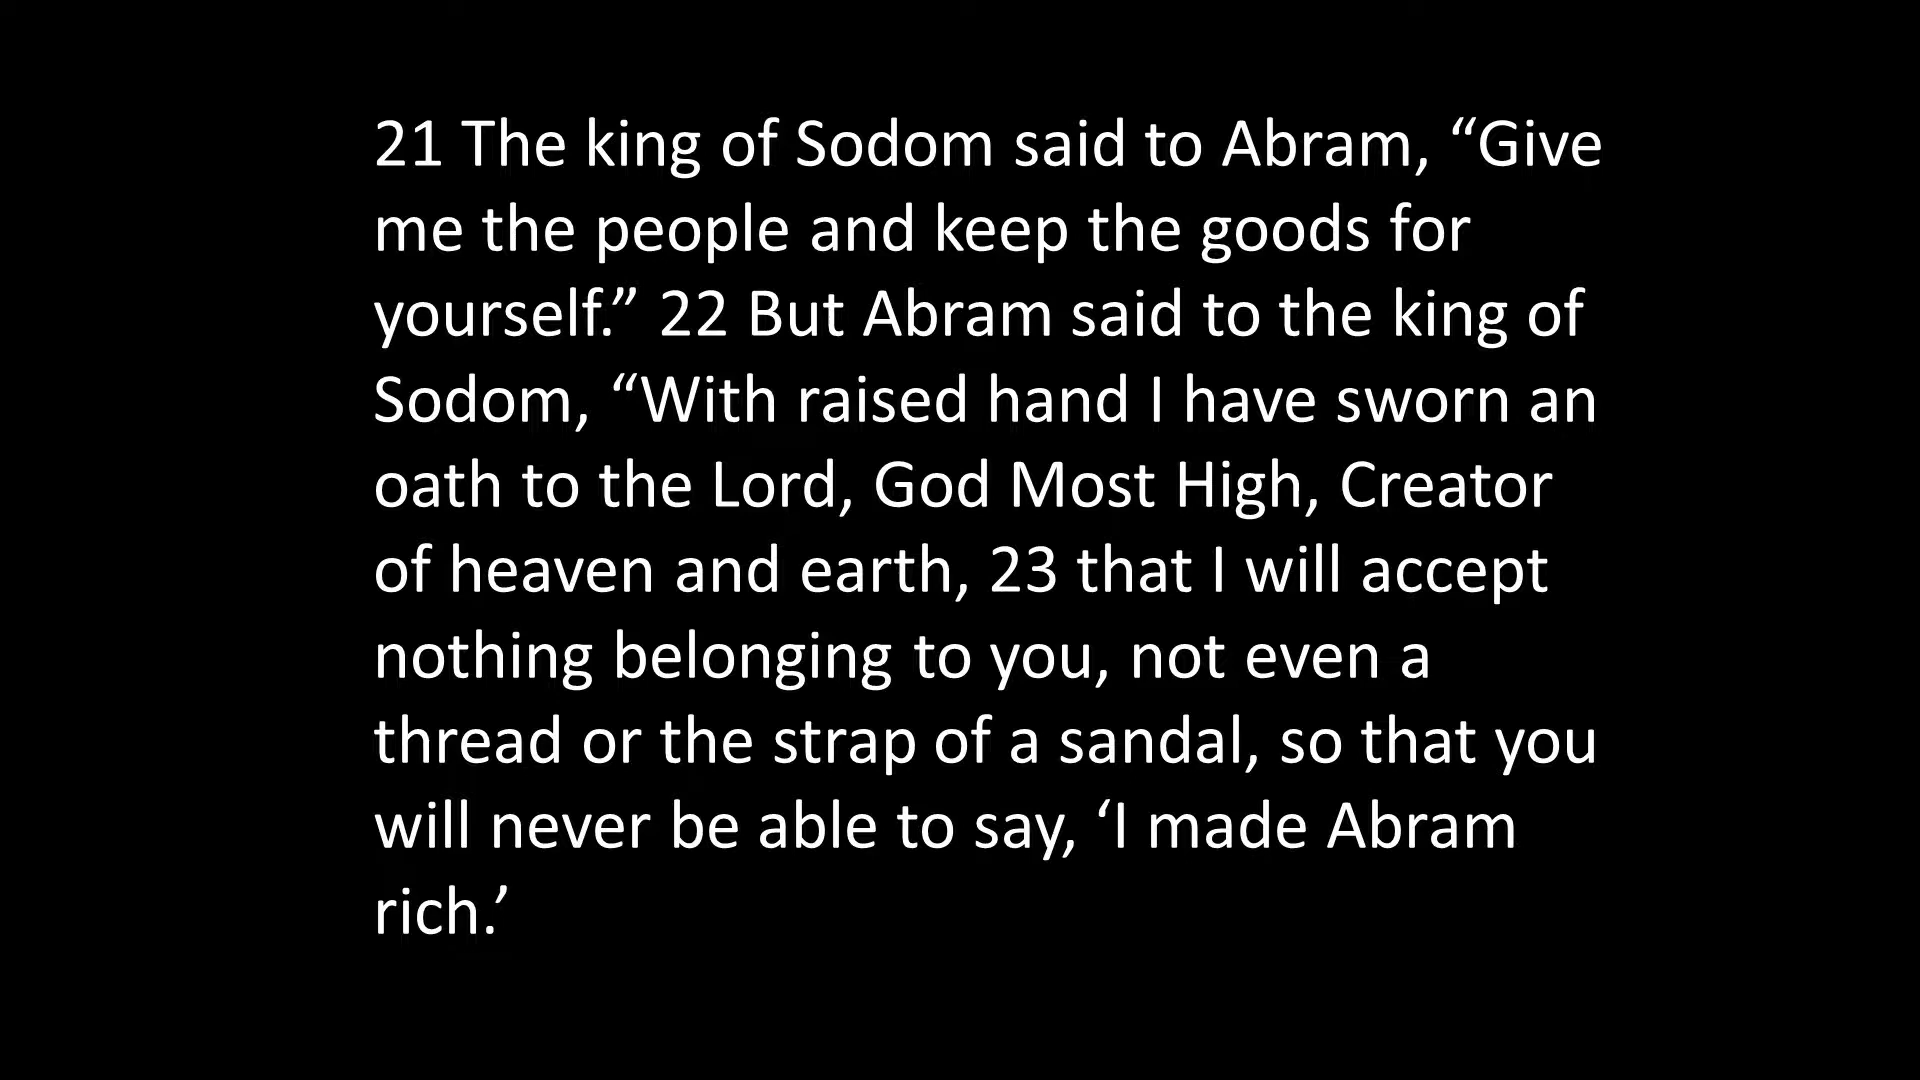 21 The king of Sodom said to Abram, “Give
me the people and keep the goods for
yourself.” 22 But Abram said to the king of
Sodom, “With raised hand I have sworn an
oath to the Lord, God Most High, Creator
of heaven and earth, 23 that I will accept
nothing belonging to you, not even a
thread or the strap of a sandal, so that you
will never be able to say, ‘I made Abram
rich.’